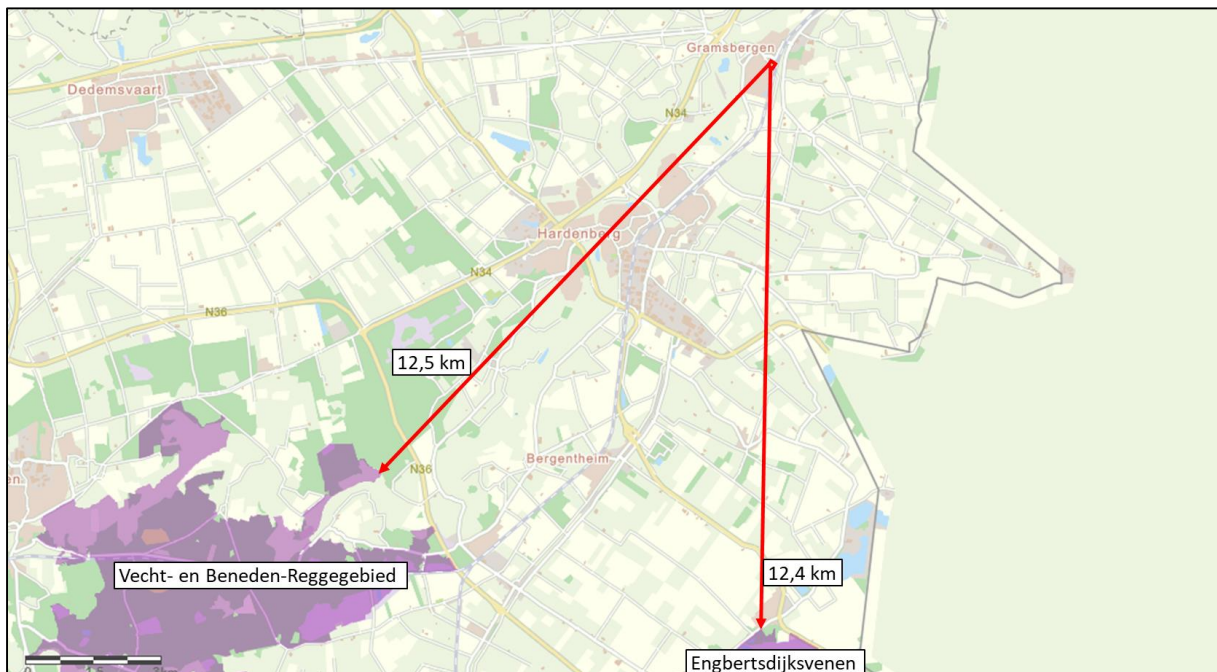 Gramsbergen
Dedemsvaart
N34
Hardenberg
N34
N36
12,5 km
Bergentheim
N36
12,4 km
Vecht- en Beneden-Reggegebied
Engbertsdijksvenen
0